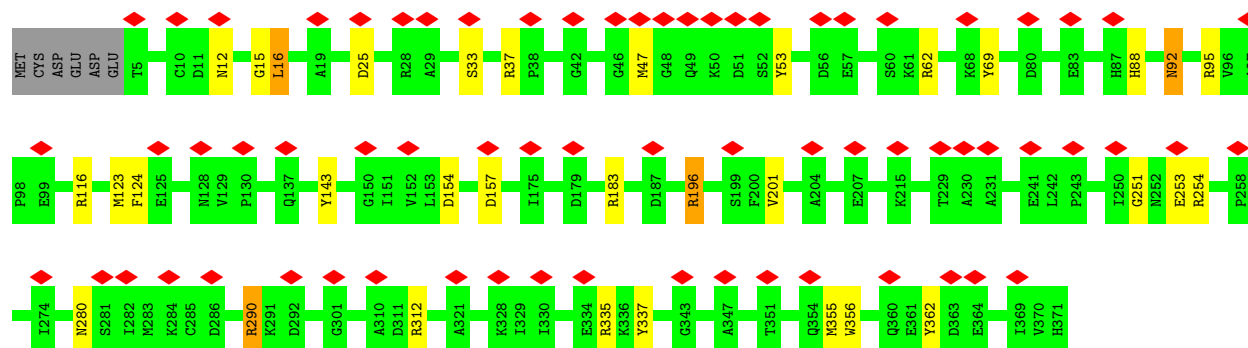 MET CYS ASP GLU ASP GLU T5 C10 D11 N12 G15 L16 A19 D25 R28 A29 S33 R37 P38 G42 G46 M47 G48 Q49 K50 D51 S52 Y53 D56 E57 S60 K61 R62 K68 Y69 D80 E83 H87 H88 N92 R95 V96
P98 E99 R116 M123 F124 E125 N128 V129 P130 Q137 Y143 G150 I151 V152 L153 D154 D157 I175 D179 R183 D187 R196 S199 F200 V201 A204 E207 K215 T229 A230 A231 E241 L242 P243 I250 G251 N252 E253 R254 P258
I274 N280 S281 I282 M283 K284 C285 D286 R290 K291 D292 G301 A310 D311 R312 A321 K328 I329 I330 E334 R335 K336 Y337 G343 A347 T351 Q354 M355 W356 Q360 E361 Y362 D363 E364 I369 V370 H371